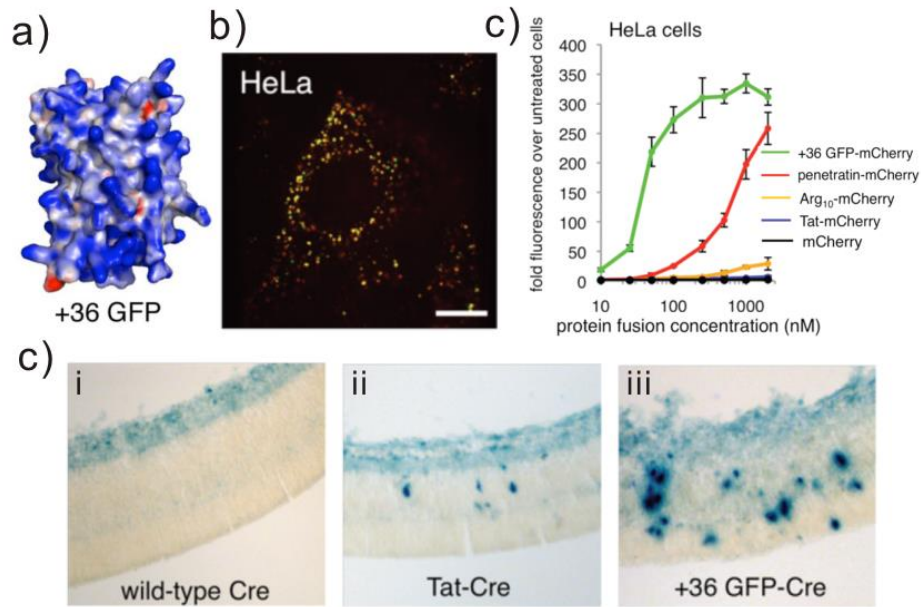 a)
+36 GFP
b)
HeLa
c)
HeLa cells
fold fluorescence over untreated cells
400
350
300
250
200
150
100
50
0
10
100
1000
protein fusion concentration (nM)
+36 GFP-mCherry
penetratin-mCherry
Arg10-mCherry
Tat-mCherry
mCherry
c)
i
wild-type Cre
ii
Tat-Cre
iii
+36 GFP-Cre